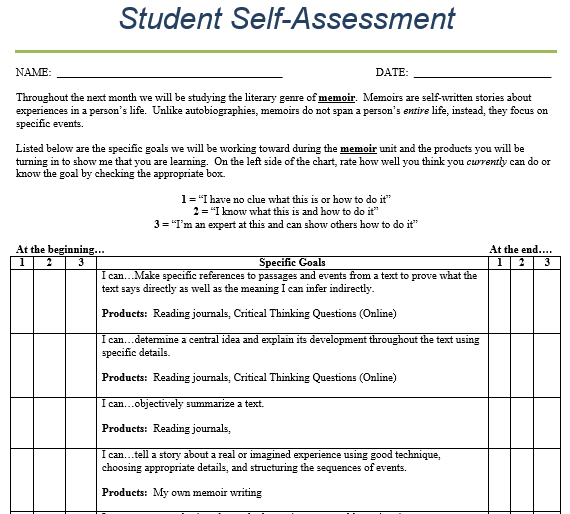 Student Self-Assessment
NAME: DATE:
Throughout the next month we will be studying the literary genre of memoir. Memoirs are self-written stories about
experiences in a person's life. Unlike autobiographies, memoirs do not span a person's entire life, instead, they focus on
specific events.
Listed below are the specific goals we will be working toward during the memoir unit and the products you will be
turning in to show me that you are learning. On the left side of the chart, rate how well you think you currently can do or
know the goal by checking the appropriate box.
1 = "I have no clue what this is or how to do it"
2 = "I know what this is and how to do it"
3 = "I'm an expert at this and can show others how to do it"
At the beginning... At the end....
1 2 3 Specific Goals 1 2 3
I can...Make specific references to passages and events from a text to prove what the
text says directly as well as the meaning I can infer indirectly.
Products: Reading journals, Critical Thinking Questions (Online)
I can...determine a central idea and explain its development throughout the text using
specific details.
Products: Reading journals, Critical Thinking Questions (Online)
I can...objectively summarize a text.
Products: Reading journals,
I can...tell a story about a real or imagined experience using good technique,
choosing appropriate details, and structuring the sequences of events.
Products: My own memoir writing